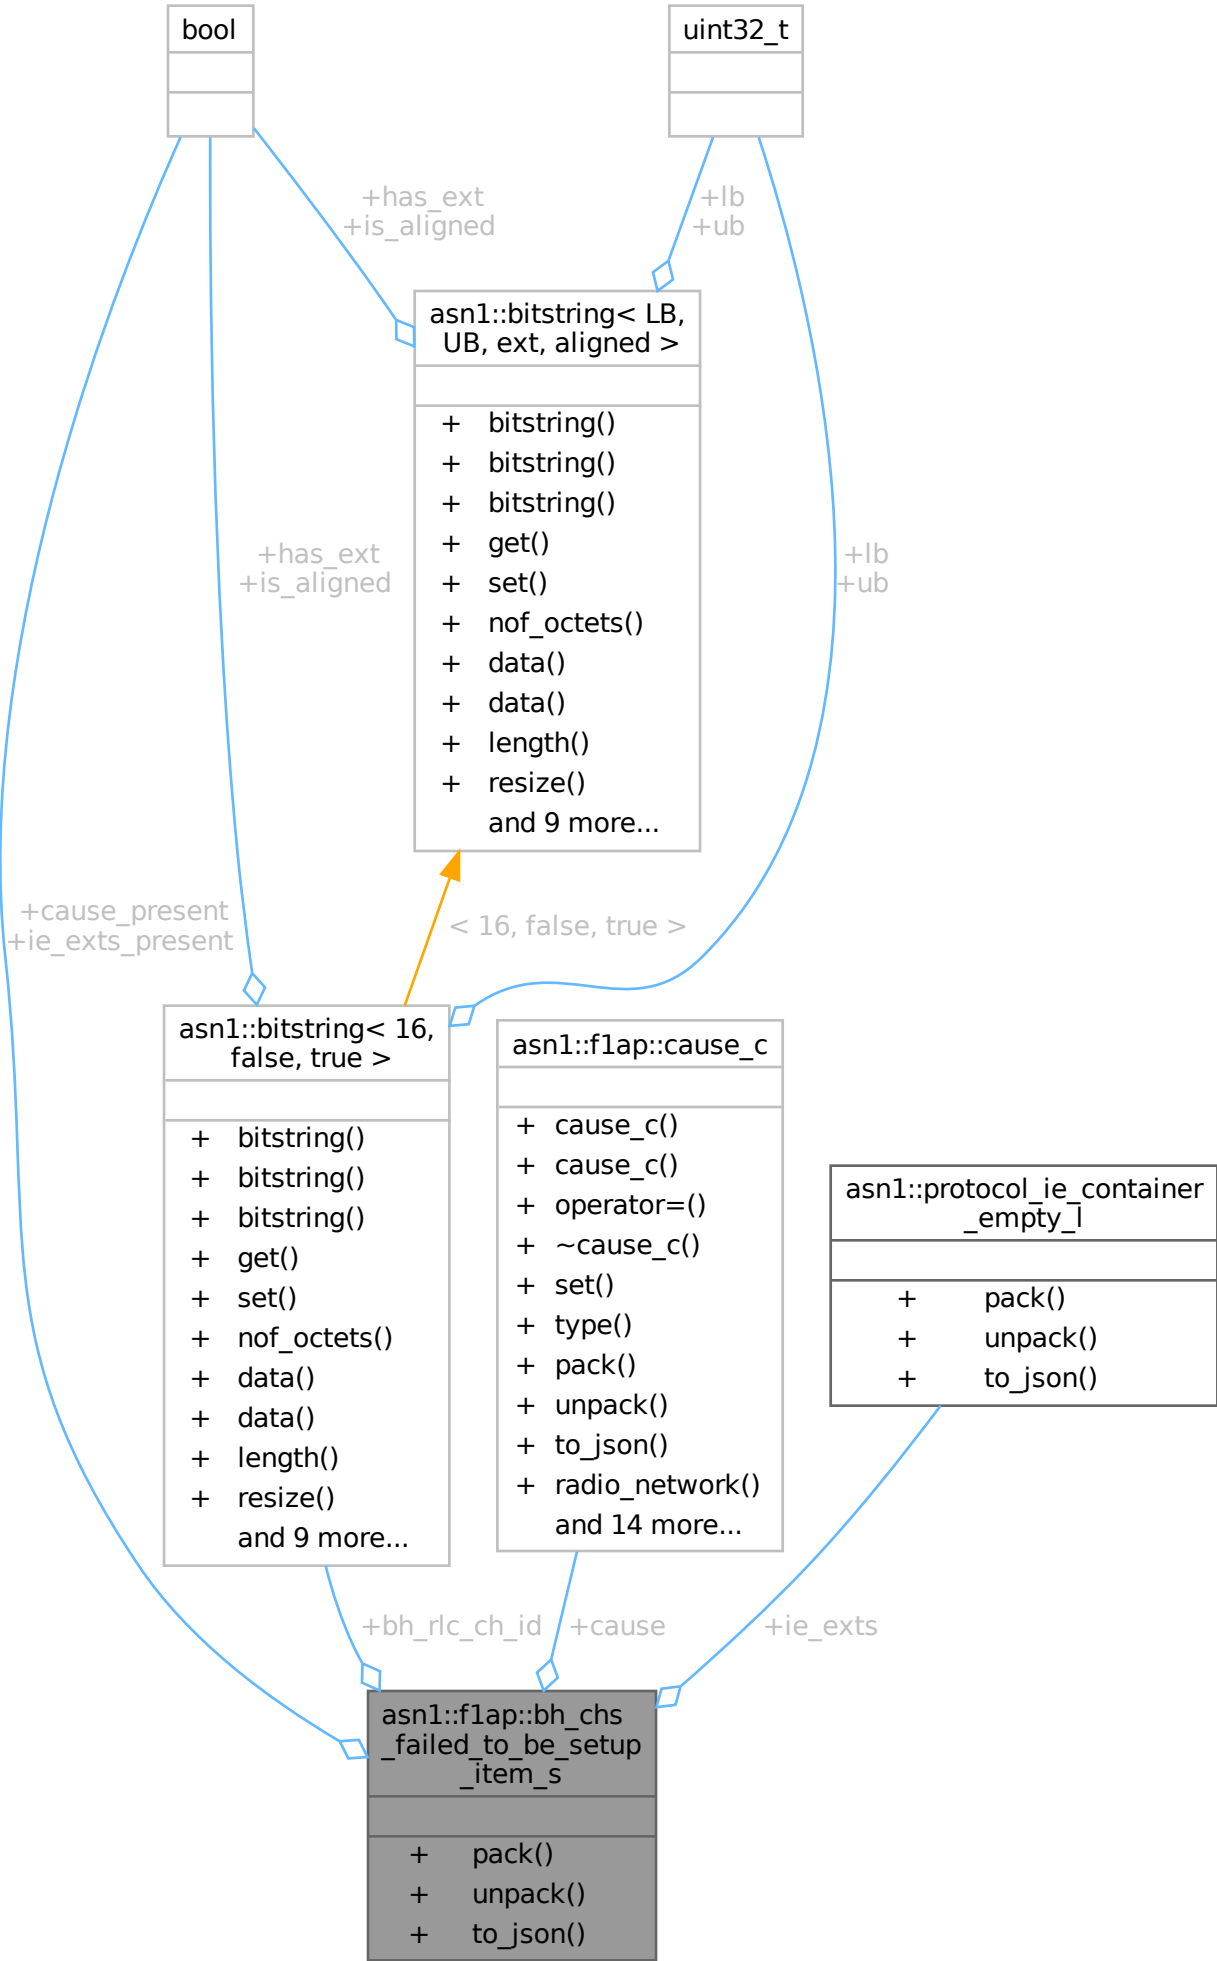 bool
uint32_t
+has_ext
+is_aligned
+lb
+ub
asn1::bitstring< LB,
UB, ext, aligned >
+ bitstring()
+ bitstring()
+ bitstring()
+ get()
+ set()
+ nof_octets()
+ data()
+ data()
+ length()
+ resize()
and 9 more...
+has_ext
+is_aligned
+lb
+ub
+cause_present
+ie_exts_present
< 16, false, true >
asn1::bitstring< 16,
false, true >
+ bitstring()
+ bitstring()
+ bitstring()
+ get()
+ set()
+ nof_octets()
+ data()
+ data()
+ length()
+ resize()
and 9 more...
asn1::f1ap::cause_c
+ cause_c()
+ cause_c()
+ operator=()
+ ~cause_c()
+ set()
+ type()
+ pack()
+ unpack()
+ to_json()
+ radio_network()
and 14 more...
asn1::protocol_ie_container
_empty_l
+ pack()
+ unpack()
+ to_json()
+bh_rlc_ch_id
+cause
+ie_exts
asn1::f1ap::bh_chs
_failed_to_be_setup
_item_s
+ pack()
+ unpack()
+ to_json()